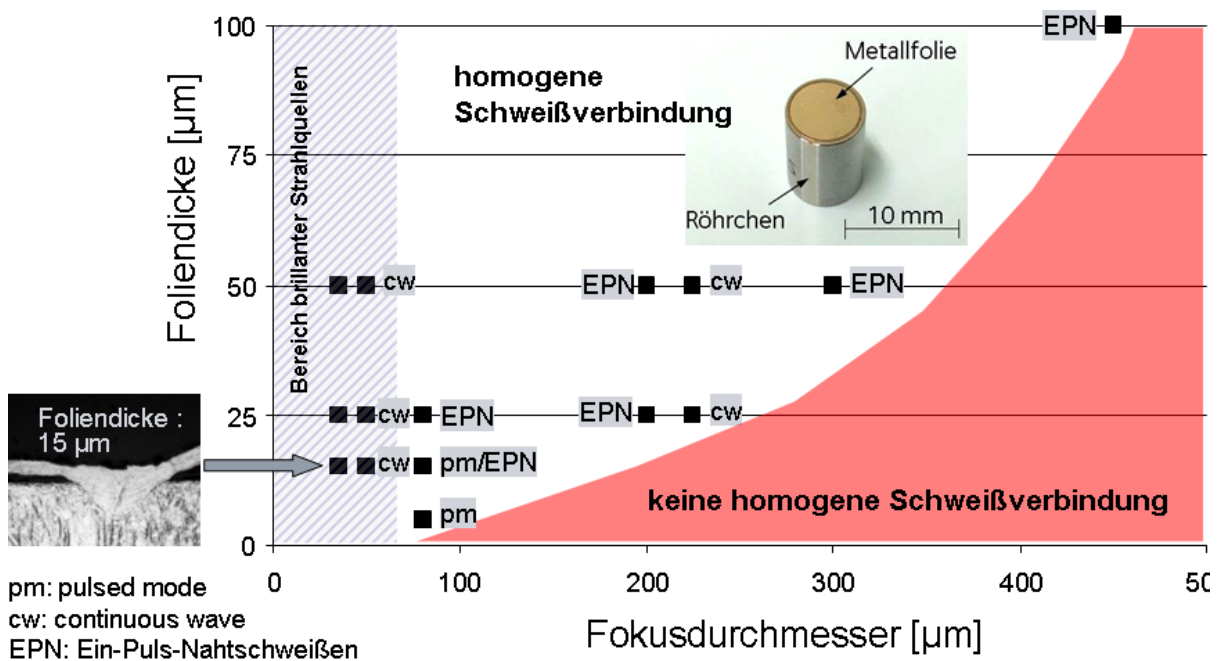 100
75
50
25
0
Foliendicke [µm]
Bereich brillanter Strahlquellen
homogene
Schweißverbindung
EPN
Metallfolie
Röhrchen
10 mm
cw
EPN
cw
EPN
cw
EPN
EPN
cw
Foliendicke :
15 µm
cw
pm/EPN
pm
keine homogene Schweißverbindung
0
100
200
300
400
50
Fokusdurchmesser [µm]
pm: pulsed mode
cw: continuous wave
EPN: Ein-Puls-Nahtschweißen